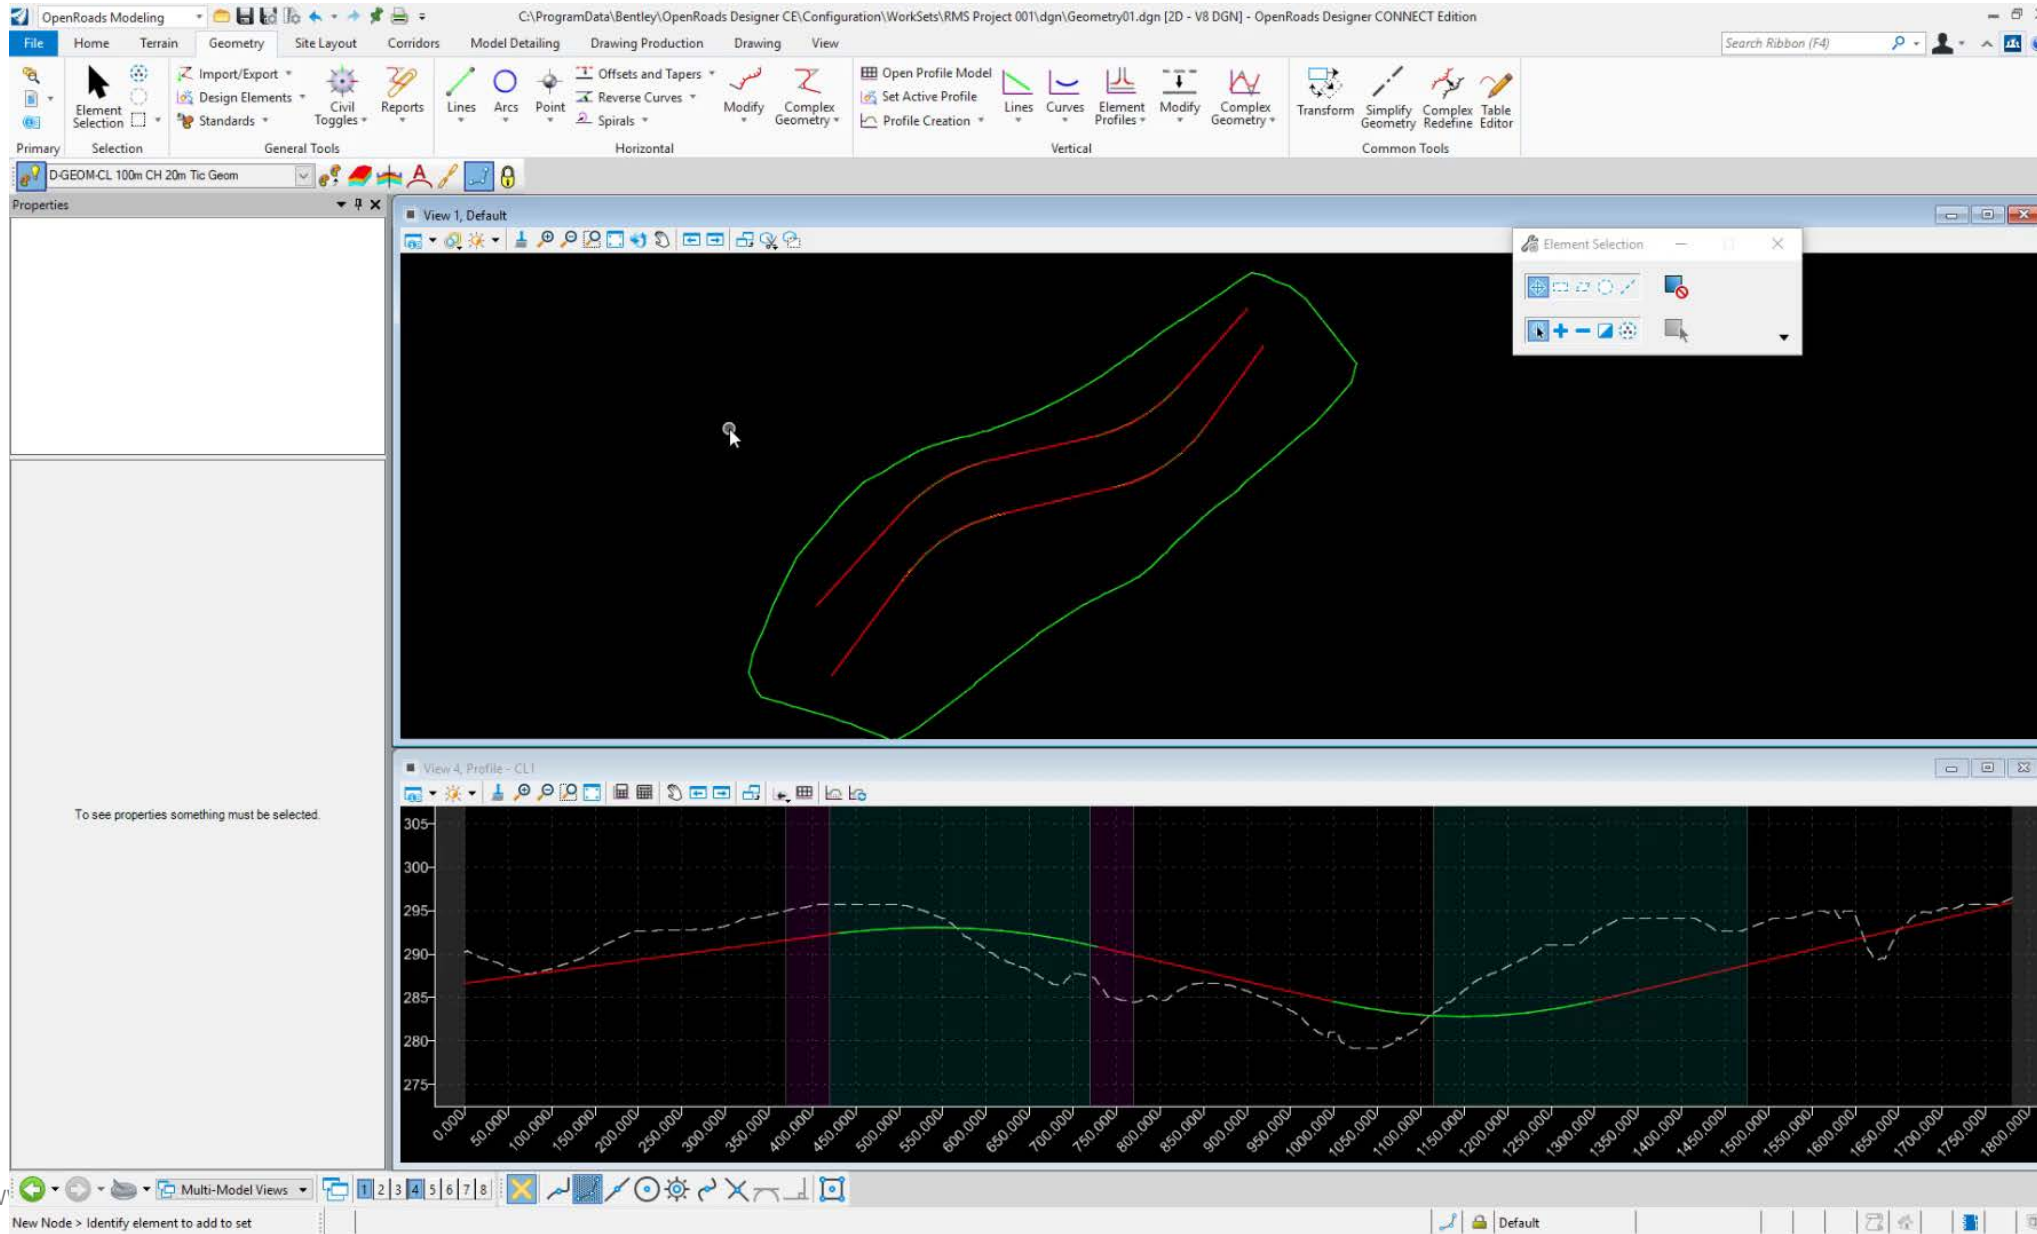 OpenRoads Modeling
C:\ProgramData\Bentley\OpenRoads Designer CE\Configuration\WorkSets\RMS Project 001\dgn\Geometry01.dgn [2D - V8 DGN] - OpenRoads Designer CONNECT Edition
File Home Terrain Geometry Site Layout Corridors Model Detailing Drawing Production Drawing View
Search Ribbon (F4)
Element Selection
Import/Export
Design Elements
Standards
Civil Toggles
Reports
Lines
Arcs
Point
Offsets and Tapers
Reverse Curves
Spirals
Modify
Complex Geometry
Open Profile Model
Set Active Profile
Profile Creation
Lines
Curves
Element Profiles
Modify
Complex Geometry
Transform
Simplify Geometry
Complex Redefine
Table Editor
Primary Selection General Tools Horizontal Vertical Common Tools
D-GEOM-CL 100m CH 20m Tic Geom
Properties
View 1, Default
Element Selection
To see properties something must be selected.
View 4, Profile - CL1
305
300
295
290
285
280
275
0.000 50.000 100.000 150.000 200.000 250.000 300.000 350.000 400.000 450.000 500.000 550.000 600.000 650.000 700.000 750.000 800.000 850.000 900.000 950.000 1000.000 1050.000 1100.000 1150.000 1200.000 1250.000 1300.000 1350.000 1400.000 1450.000 1500.000 1550.000 1600.000 1650.000 1700.000 1750.000 1800.000
Multi-Model Views
1 2 3 4 5 6 7 8
New Node > Identify element to add to set
Default